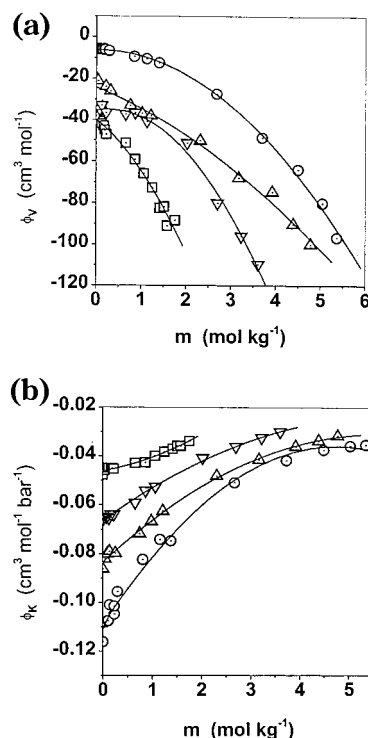 (a)
0
-20
-40
-60
-80
-100
-120
ϕV (cm³ mol⁻¹)
0 1 2 3 4 5 6
m (mol kg⁻¹)
(b)
-0.02
-0.04
-0.06
-0.08
-0.10
-0.12
ϕK (cm³ mol⁻¹ bar⁻¹)
0 1 2 3 4 5
m (mol kg⁻¹)